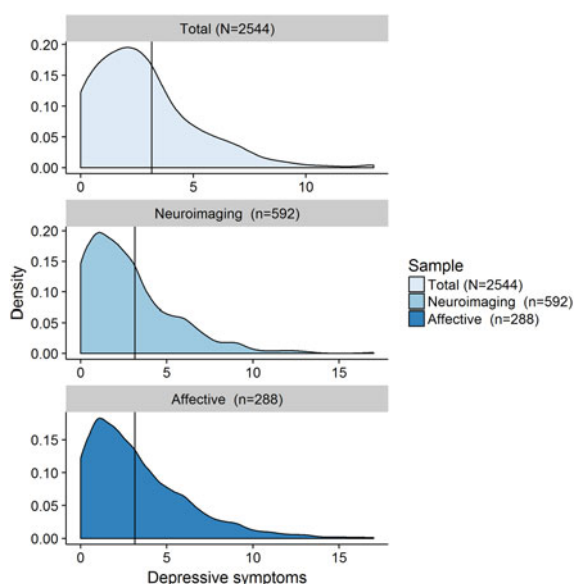 Total (N=2544)
0.20
0.15
0.10
0.05
0.00
0 5 10
Neuroimaging (n=592)
0.20
0.15
0.10
0.05
0.00
0 5 10 15
Affective (n=288)
0.15
0.10
0.05
0.00
0 5 10 15
Density
Depressive symptoms
Sample
Total (N=2544)
Neuroimaging (n=592)
Affective (n=288)